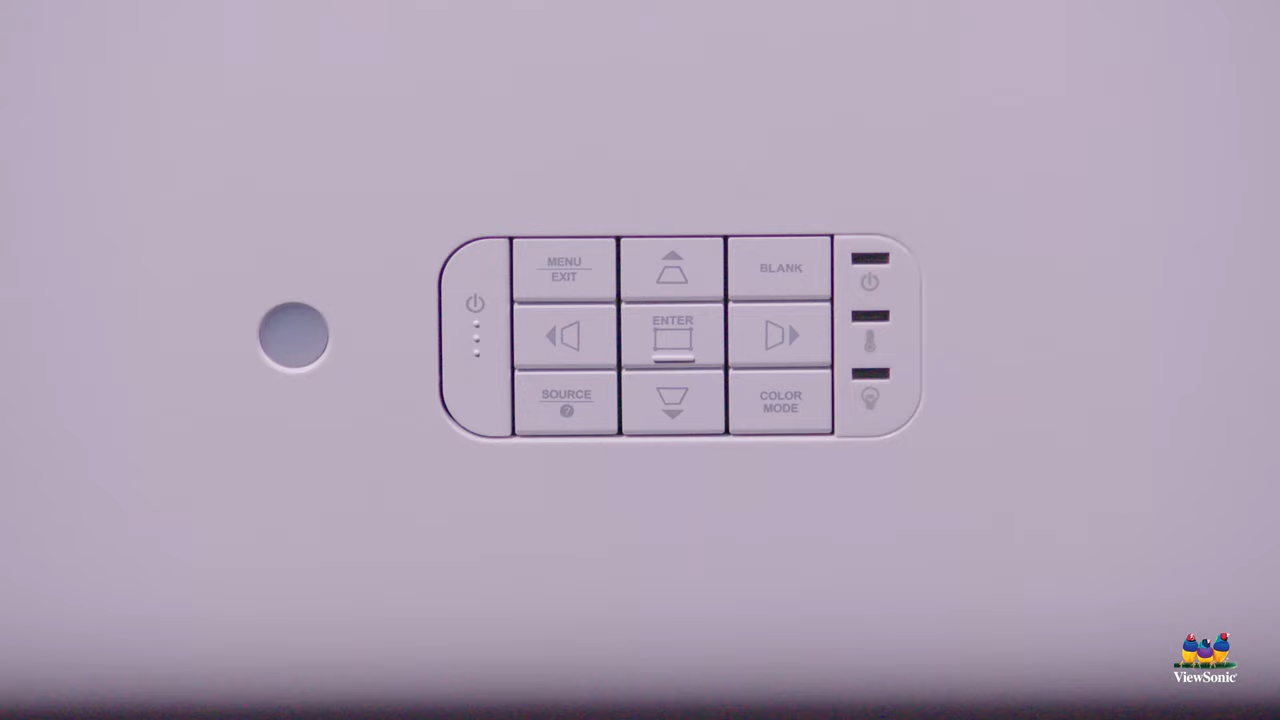 MENU
EXIT
BLANK
ENTER
SOURCE
?
COLOR
MODE
ViewSonic